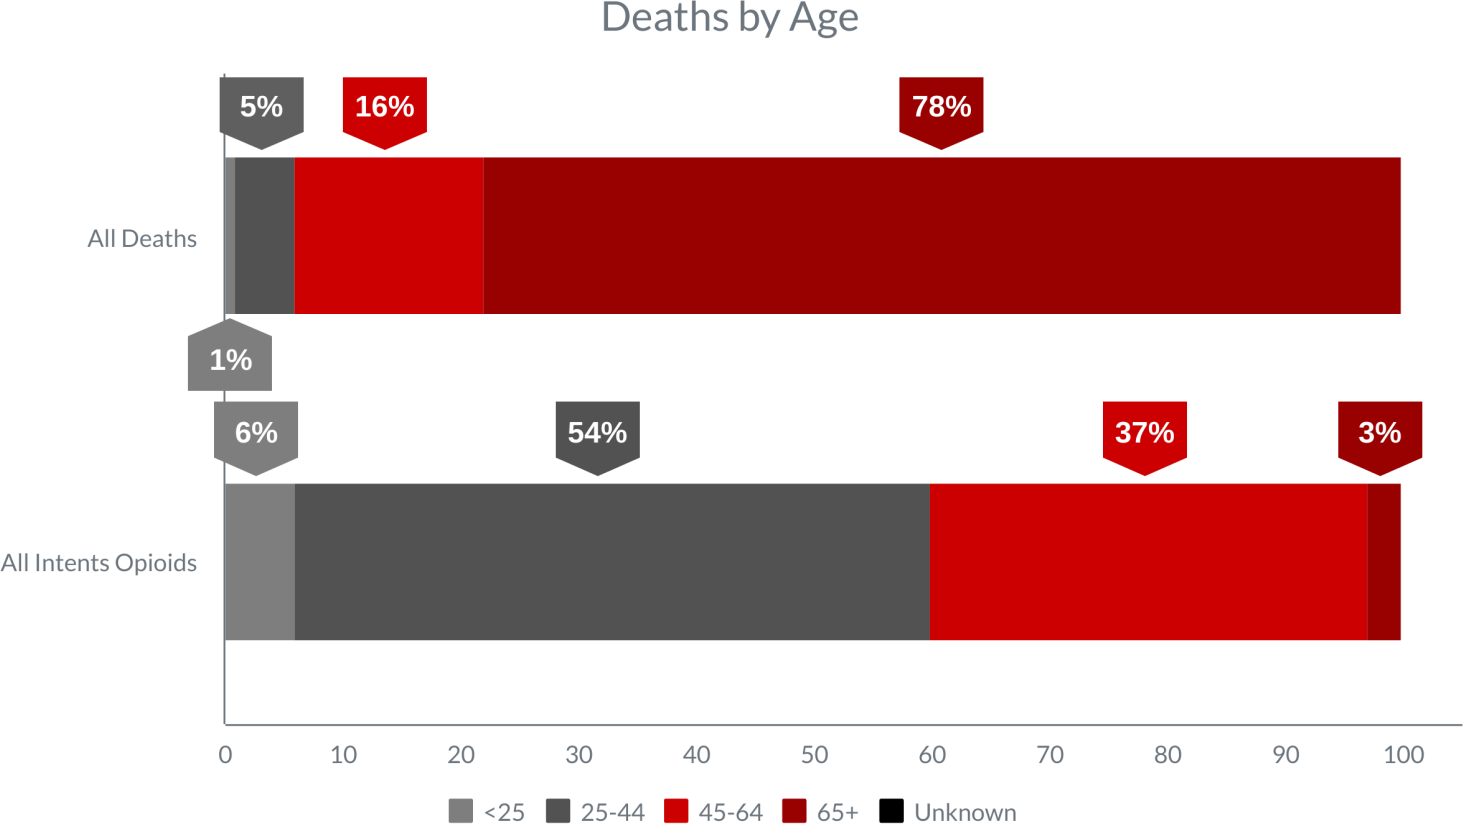 Deaths by Age
5% 16% 78%
All Deaths
1%
6% 54% 37% 3%
All Intents Opioids
0 10 20 30 40 50 60 70 80 90 100
<25 25-44 45-64 65+ Unknown